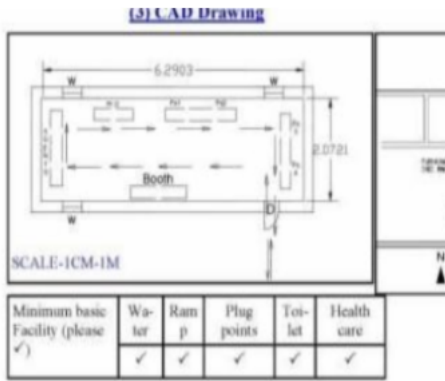 (3) CAD Drawing
6.2903
W
W
2.0721
Booth
D
W
SCALE-1CM-1M
N
Minimum basic Wa- Ram Plug Toi- Health
Facility (please ter p points let care
✓)
✓ ✓ ✓ ✓ ✓